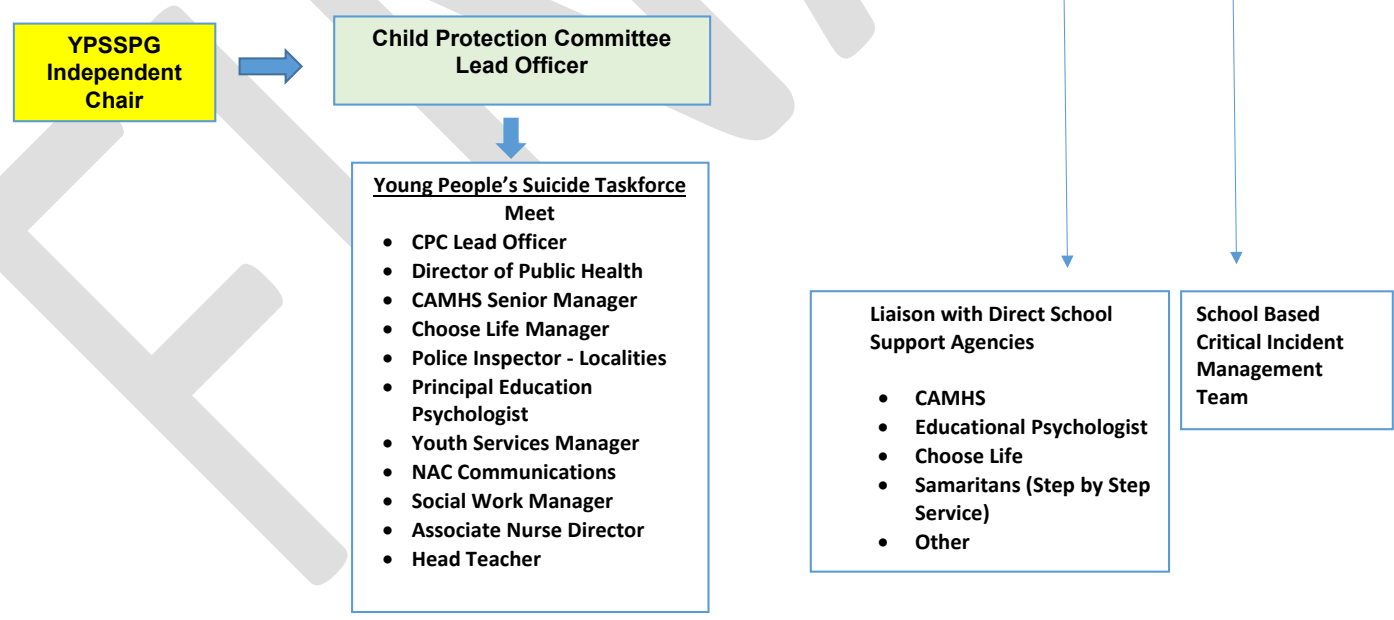 YPSSPG
Independent
Chair
Child Protection Committee
Lead Officer
Young People’s Suicide Taskforce
Meet
• CPC Lead Officer
• Director of Public Health
• CAMHS Senior Manager
• Choose Life Manager
• Police Inspector - Localities
• Principal Education
Psychologist
• Youth Services Manager
• NAC Communications
• Social Work Manager
• Associate Nurse Director
• Head Teacher
Liaison with Direct School
Support Agencies
• CAMHS
• Educational Psychologist
• Choose Life
• Samaritans (Step by Step
Service)
• Other
School Based
Critical Incident
Management
Team